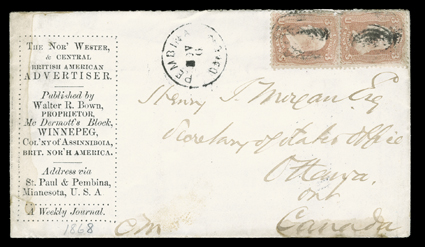 THE NOR' WESTER,
& CENTRAL
BRITISH AMERICAN
ADVERTISER.
Published by
Walter R. Bown,
PROPRIETOR,
Mc Dermott's Block,
WINNEPEG,
COL'NY OF ASSINNIBOIA,
BRIT. NOR'H AMERICA.
Address via
St. Paul & Pembina,
Minnesota, U. S. A
A Weekly Journal.
1868
PEMBINA
Henry J. Morgan Esq
Secretary of State's Office
Ottawa
Ont
Canada